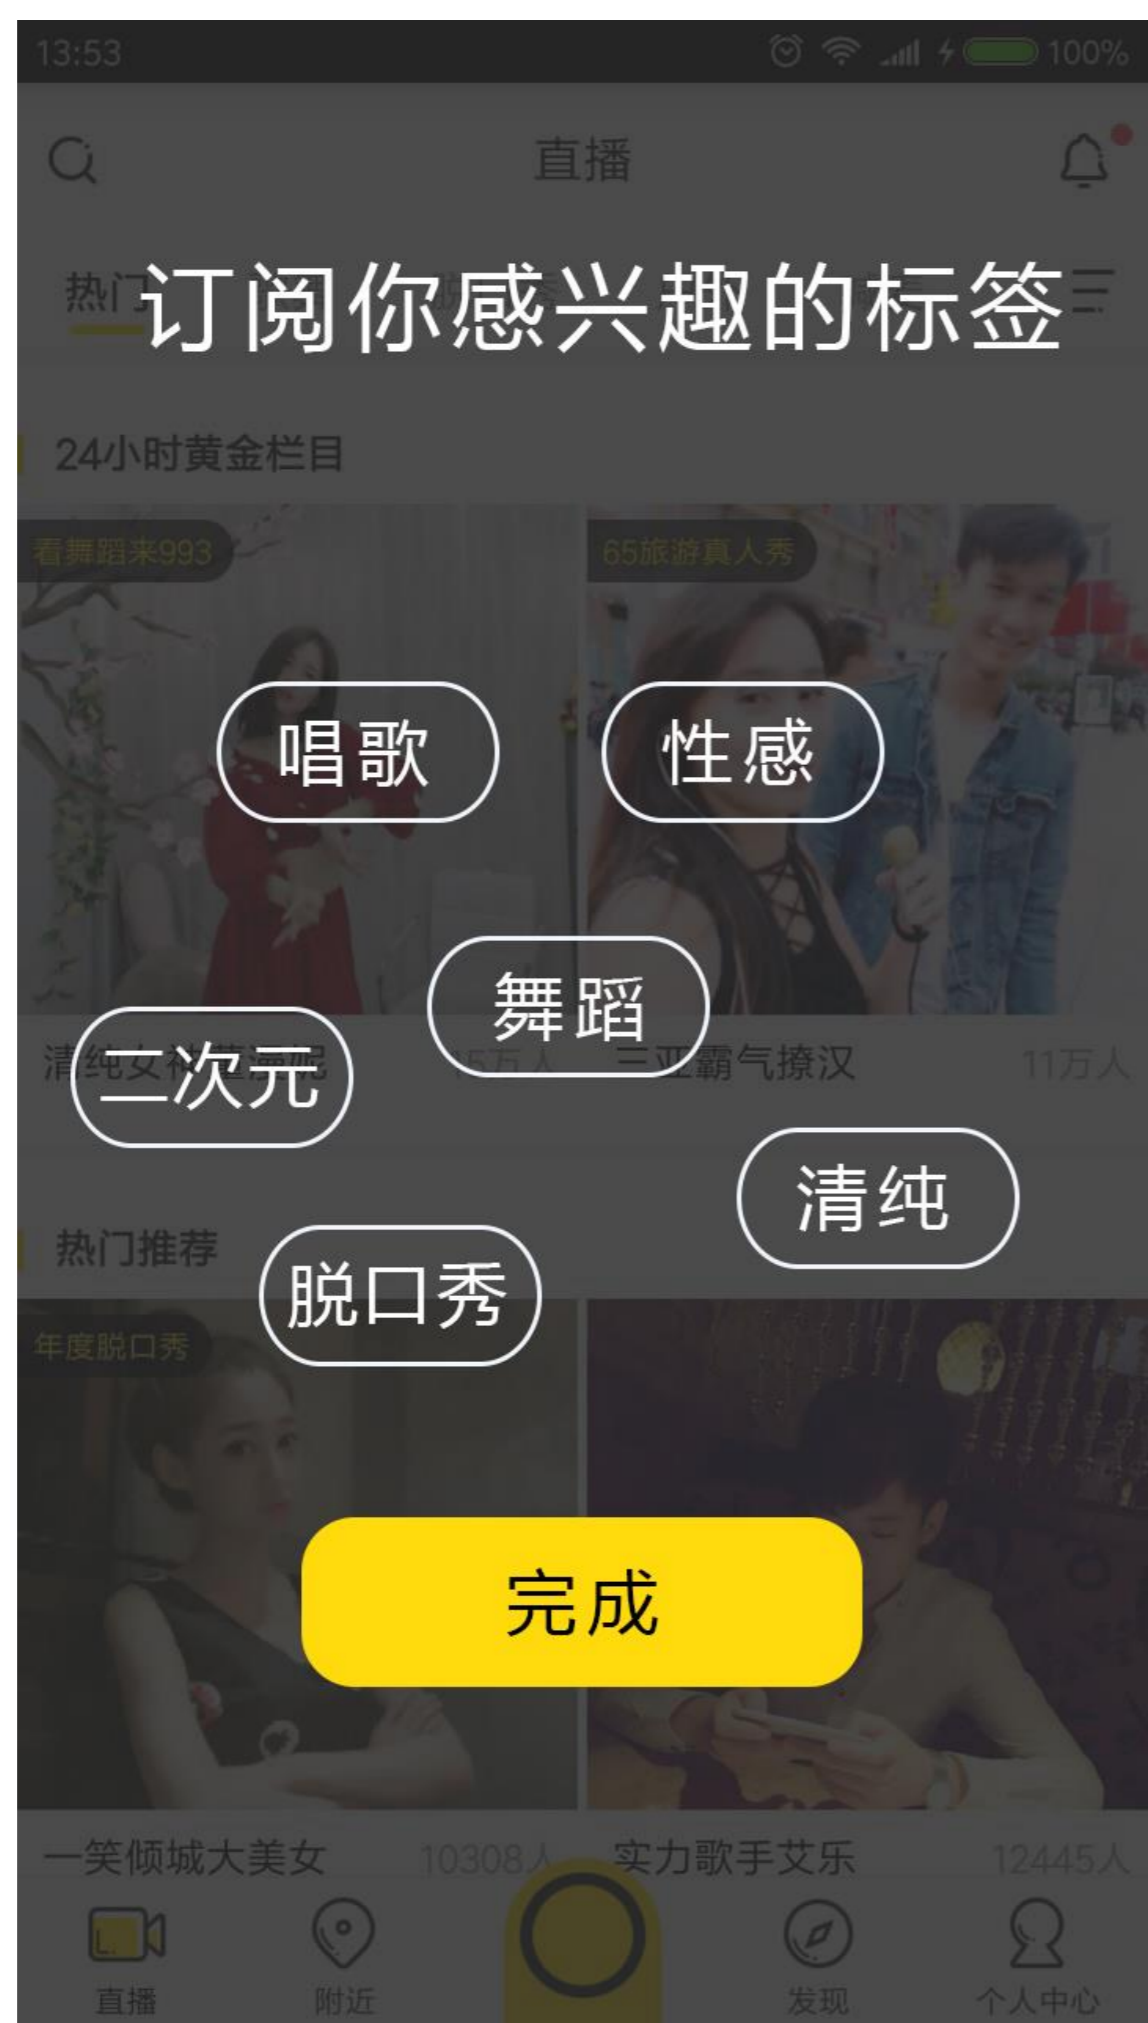 13:53 100%
直播
热门
订阅你感兴趣的标签
24小时黄金栏目
看舞蹈来993
65旅游真人秀
唱歌
性感
舞蹈
二次元
三亚霸气撩汉
11万人
清纯
热门推荐
脱口秀
年度脱口秀
完成
一笑倾城大美女 10308人
实力歌手艾乐 12445人
直播
附近
发现
个人中心